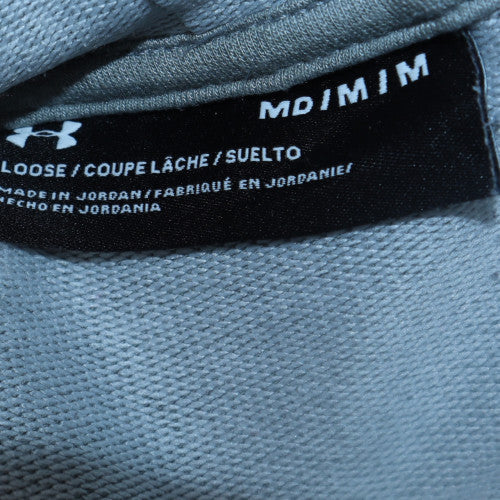 MD/M/M
LOOSE/COUPE LÂCHE/SUELTO
MADE IN JORDAN/FABRIQUÉ EN JORDANIE/
HECHO EN JORDANIA